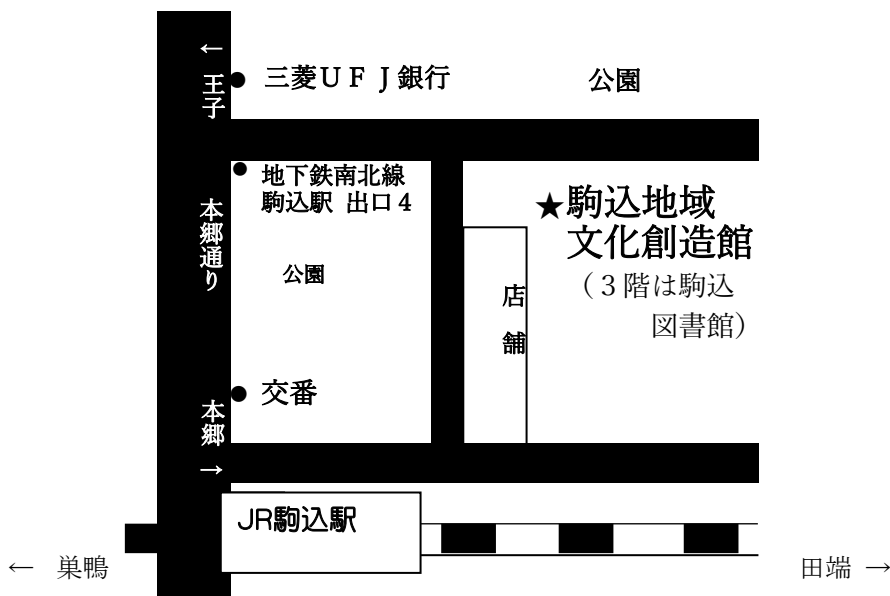 ← 王子
● 三菱UFJ銀行
公園
● 地下鉄南北線
駒込駅 出口4
★駒込地域
文化創造館
(3階は駒込
図書館)
本郷通り
公園
店舗
● 交番
本郷 →
JR駒込駅
← 巣鴨
田端 →